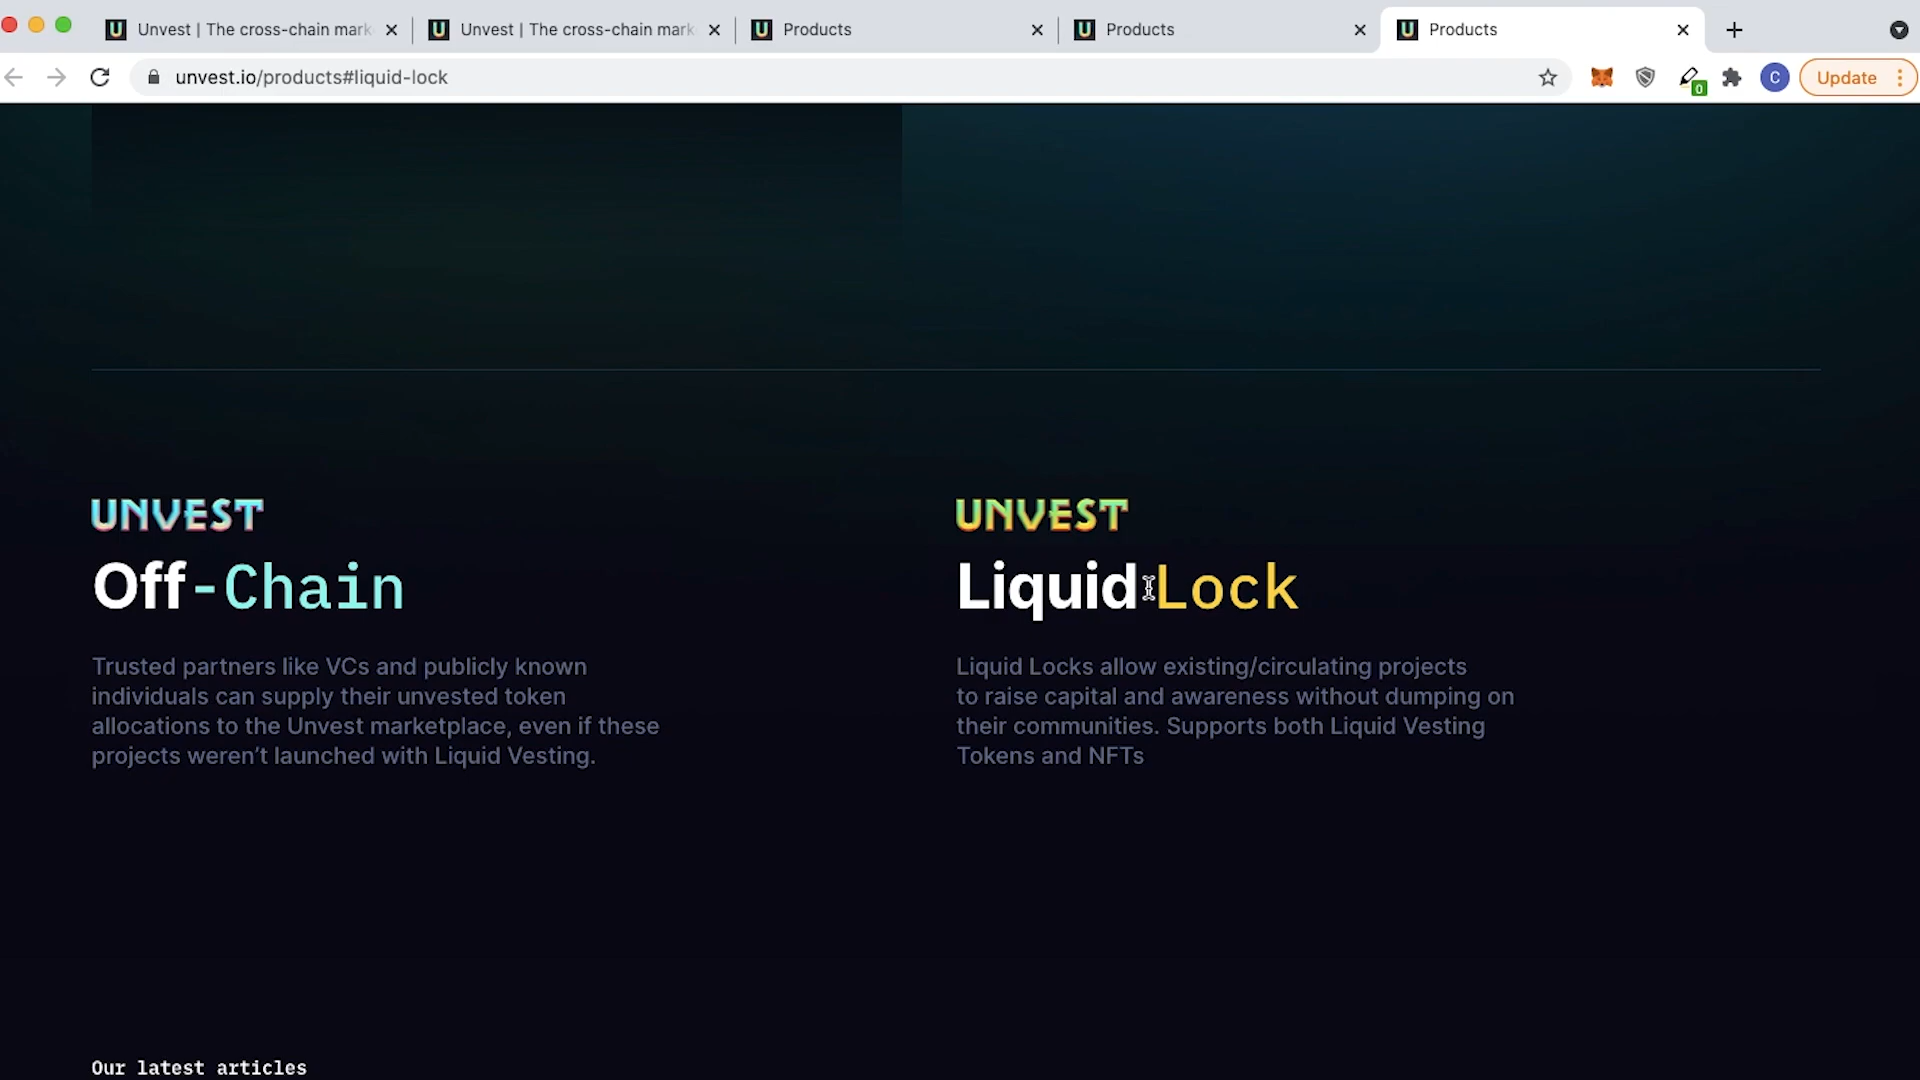 Unvest | The cross-chain mark
Unvest | The cross-chain mark
Products
Products
Products
unvest.io/products#liquid-lock
0
C
Update
UNVEST
Off-Chain
Trusted partners like VCs and publicly known
individuals can supply their unvested token
allocations to the Unvest marketplace, even if these
projects weren’t launched with Liquid Vesting.
UNVEST
Liquid Lock
Liquid Locks allow existing/circulating projects
to raise capital and awareness without dumping on
their communities. Supports both Liquid Vesting
Tokens and NFTs
Our latest articles